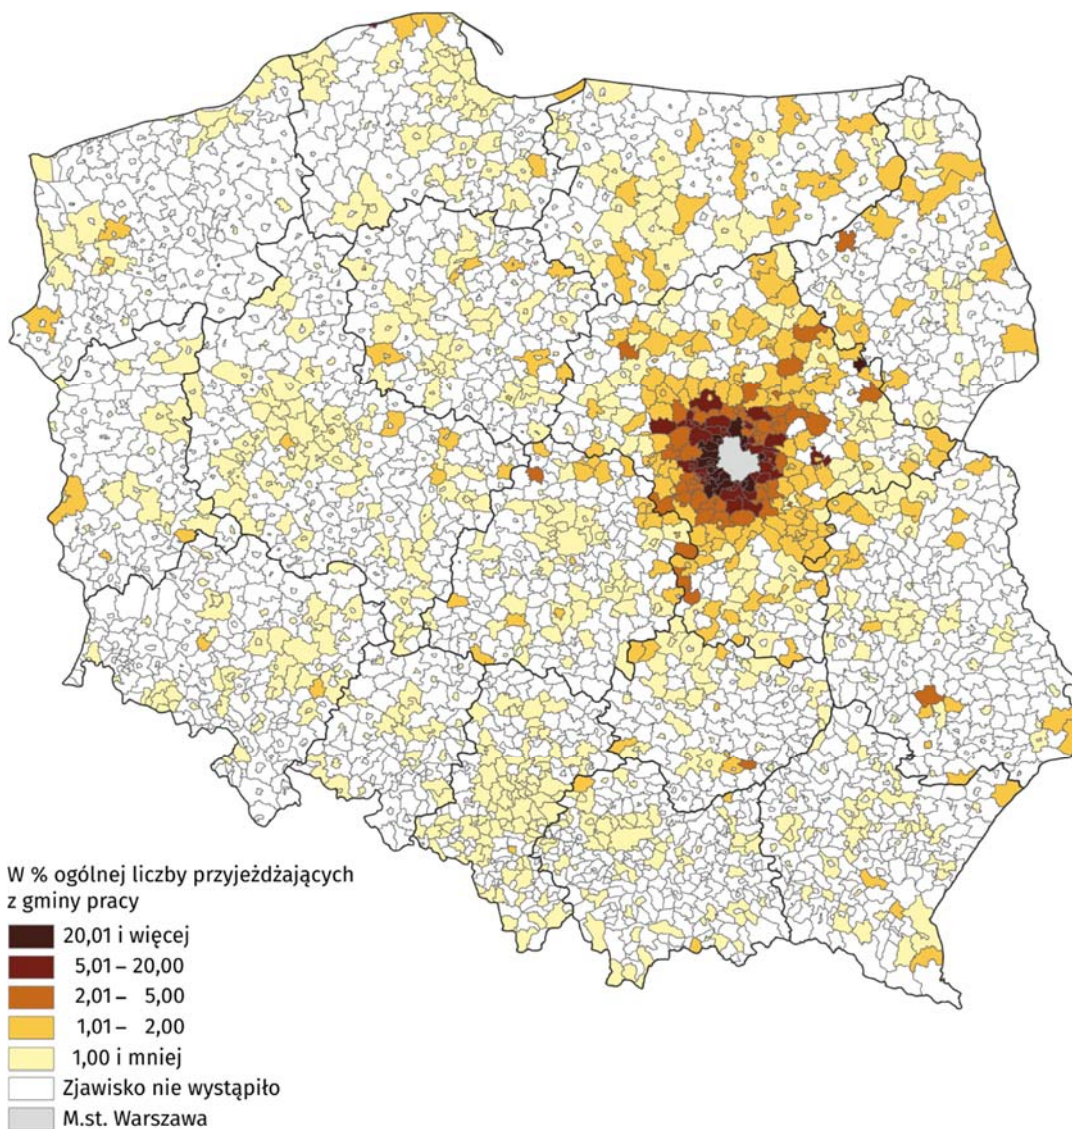 W % ogólnej liczby przyjeżdżających
z gminy pracy
20,01 i więcej
5,01 – 20,00
2,01 – 5,00
1,01 – 2,00
1,00 i mniej
Zjawisko nie wystąpiło
M.st. Warszawa